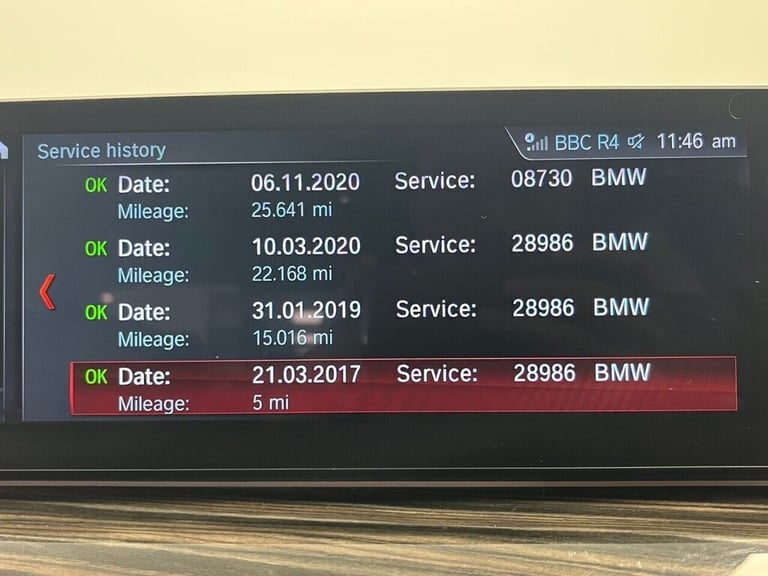 Service history
BBC R4 11:46 am
OK Date: 06.11.2020 Service: 08730 BMW
Mileage: 25.641 mi
OK Date: 10.03.2020 Service: 28986 BMW
Mileage: 22.168 mi
OK Date: 31.01.2019 Service: 28986 BMW
Mileage: 15.016 mi
OK Date: 21.03.2017 Service: 28986 BMW
Mileage: 5 mi